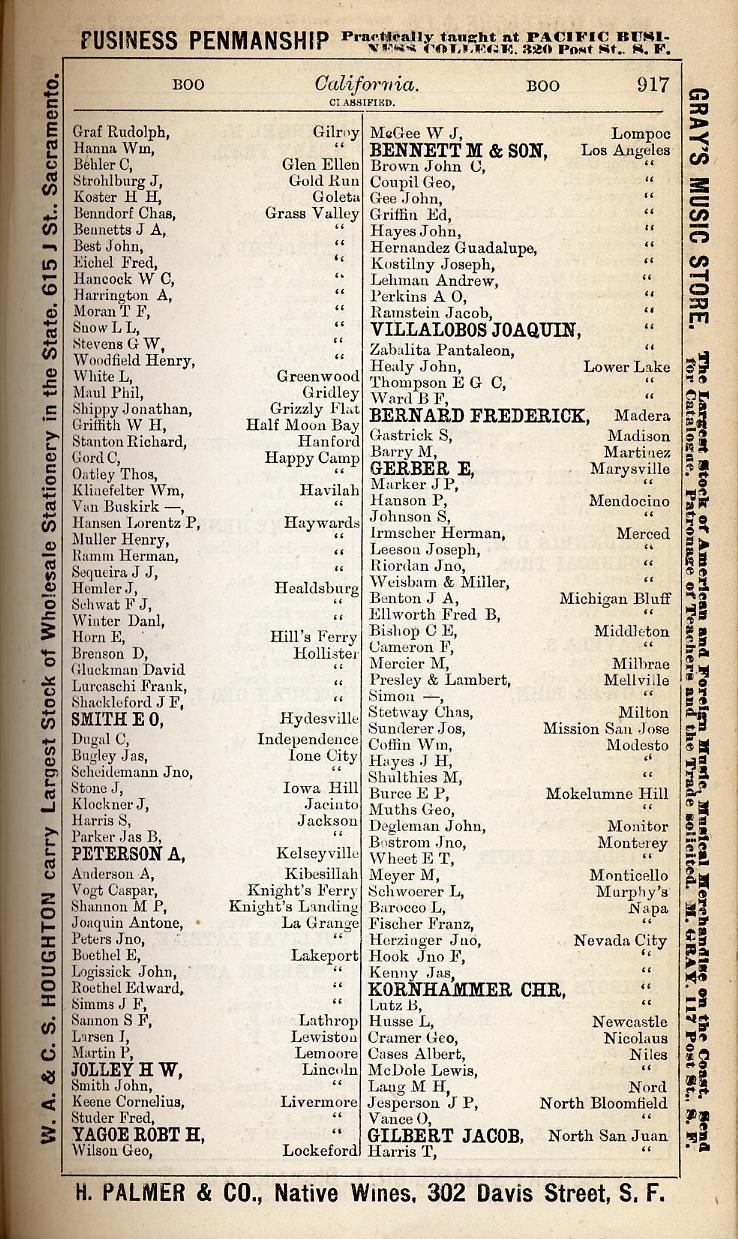 BUSINESS PENMANSHIP Practically taught at PACIFIC BUSI-
NESS COLLEGE, 320 Post St., S. F.
BOO California. BOO 917
CLASSIFIED.
Graf Rudolph, Gilroy
Hanna Wm, “
Behler C, Glen Ellen
Strohlburg J, Gold Run
Koster H H, Goleta
Benndorf Chas, Grass Valley
Bennetts J A, “
Best John, “
Eichel Fred, “
Hancock W C, “
Harrington A, “
Moran T F, “
Snow L L, “
Stevens G W, “
Woodfield Henry, “
White L, Greenwood
Maul Phil, Gridley
Shippy Jonathan, Grizzly Flat
Griffith W H, Half Moon Bay
Stanton Richard, Hanford
Gord C, Happy Camp
Oatley Thos, “
Klinefelter Wm, Havilah
Van Buskirk —, “
Hansen Lorentz P, Haywards
Muller Henry, “
Ramm Herman, “
Sequeira J J, “
Hemler J, Healdsburg
Schwat F J, “
Winter Danl, “
Horn E, Hill's Ferry
Brenson D, Hollister
Gluckman David “
Lurcaschi Frank, “
Shackleford J F, “
SMITH E O, Hydesville
Dugal C, Independence
Bugley Jas, Ione City
Scheidemann Jno, “
Stone J, Iowa Hill
Klockner J, Jacinto
Harris S, Jackson
Parker Jas B, “
PETERSON A, Kelseyville
Anderson A, Kibesillah
Vogt Caspar, Knight's Ferry
Shannon M P, Knight's Landing
Joaquin Antone, La Grange
Peters Jno, “
Boethel E, Lakeport
Logissick John, “
Roethel Edward, “
Simms J F, “
Sannon S F, Lathrop
Larsen I, Lewiston
Martin P, Lemoore
JOLLEY H W, Lincoln
Smith John, “
Keene Cornelius, Livermore
Studer Fred, “
YAGOE ROBT H, “
Wilson Geo, Lockeford
McGee W J, Lompoc
BENNETT M & SON, Los Angeles
Brown John C, “
Coupil Geo, “
Gee John, “
Griffin Ed, “
Hayes John, “
Hernandez Guadalupe, “
Kostilny Joseph, “
Lehman Andrew, “
Perkins A O, “
Ramstein Jacob, “
VILLALOBOS JOAQUIN, “
Zabalita Pantaleon, “
Healy John, Lower Lake
Thompson E G C, “
Ward B F, “
BERNARD FREDERICK, Madera
Gastrick S, Madison
Barry M, Martinez
GERBER E, Marysville
Marker J P, “
Hanson P, Mendocino
Johnson S, “
Irmscher Herman, Merced
Leeson Joseph, “
Riordan Jno, “
Weisbam & Miller, “
Benton J A, Michigan Bluff
Ellworth Fred B, “
Bishop C E, Middleton
Cameron F, “
Mercier M, Milbrae
Presley & Lambert, Mellville
Simon —, “
Stetway Chas, Milton
Sunderer Jos, Mission San Jose
Coffin Wm, Modesto
Hayes J H, “
Shulthies M, “
Burce E P, Mokelumne Hill
Muths Geo, “
Degleman John, Monitor
Bostrom Jno, Monterey
Wheet E T, “
Meyer M, Monticello
Schwoerer L, Murphy's
Barocco L, Napa
Fischer Franz, “
Herzinger Jno, Nevada City
Hook Jno F, “
Kenny Jas, “
KORNHAMMER CHR, “
Lutz B, “
Husse L, Newcastle
Cramer Geo, Nicolaus
Cases Albert, Niles
McDole Lewis, “
Lang M H, Nord
Jesperson J P, North Bloomfield
Vance O, “
GILBERT JACOB, North San Juan
Harris T, “
W. A. & C. S. HOUGHTON carry Largest Stock of Wholesale Stationery in the State. 615 J St., Sacramento.
GRAY'S MUSIC STORE. The Largest Stock of American and Foreign Music, Musical Merchandise on the Coast. Send
for Catalogue. Patronage of Teachers and the Trade solicited. M. GRAY, 117 Post St., S. F.
H. PALMER & CO., Native Wines, 302 Davis Street, S. F.